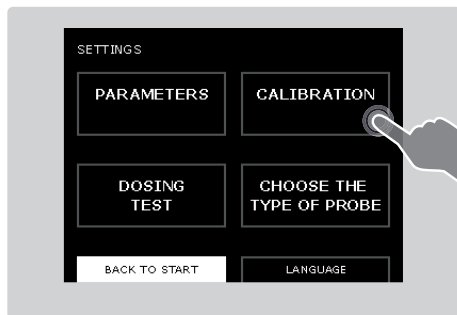 SETTINGS
PARAMETERS
CALIBRATION
DOSING
TEST
CHOOSE THE
TYPE OF PROBE
BACK TO START
LANGUAGE